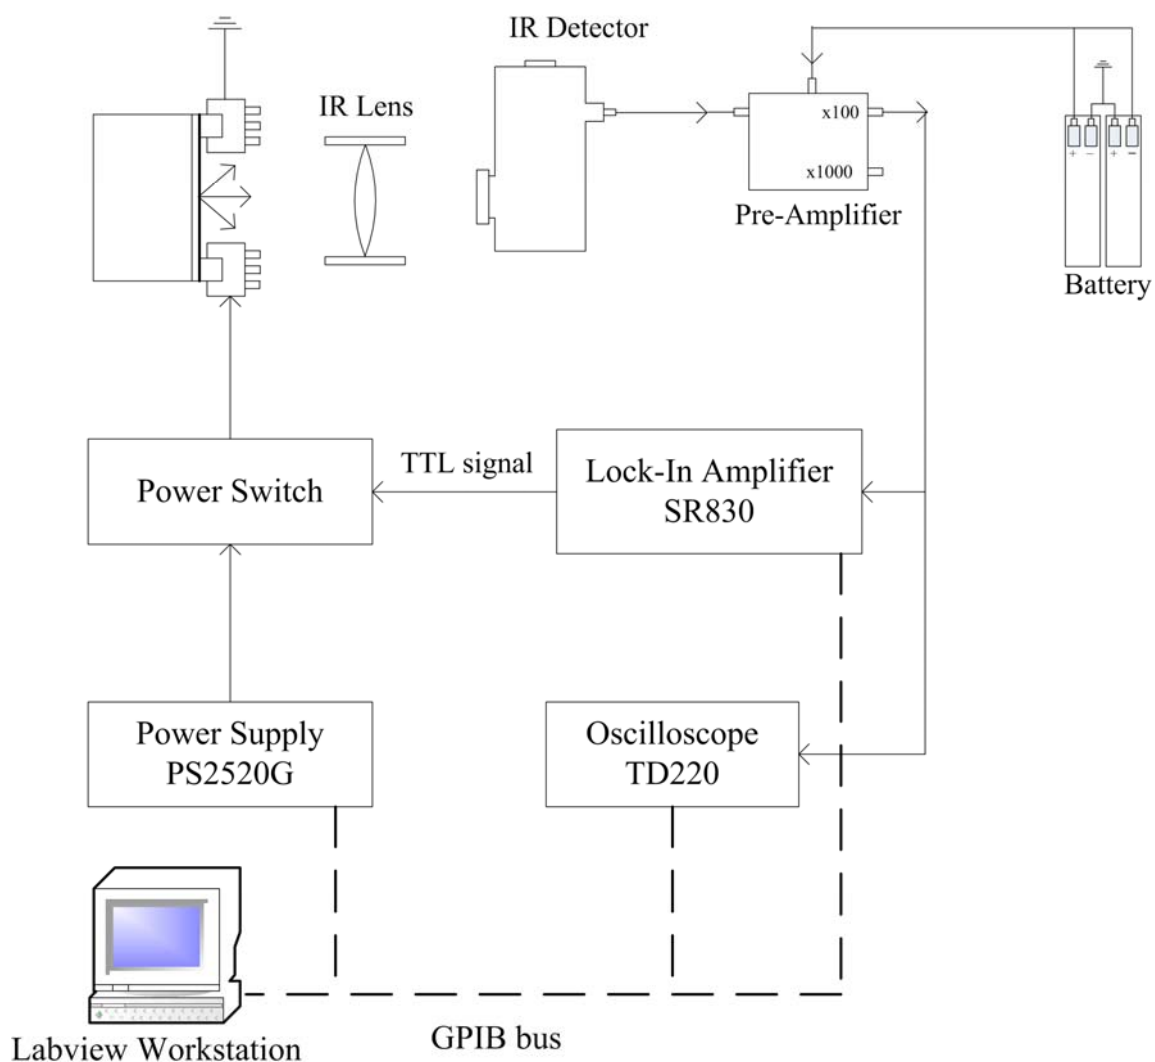 IR Detector
IR Lens
x100
x1000
Pre-Amplifier
+ − + −
Battery
TTL signal
Power Switch
Lock-In Amplifier
SR830
Power Supply
PS2520G
Oscilloscope
TD220
GPIB bus
Labview Workstation